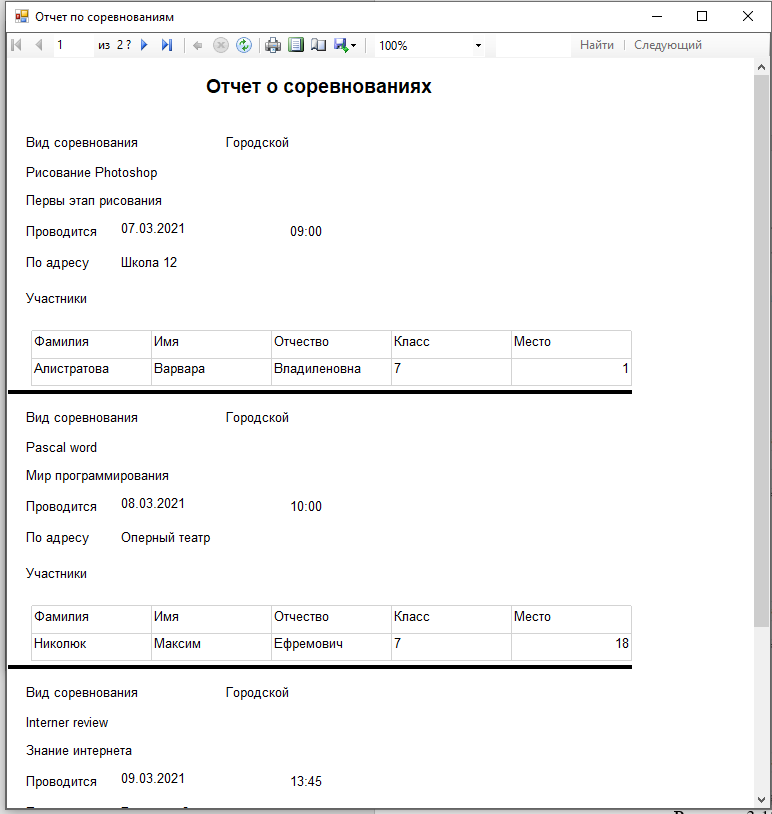 Отчет по соревнованиям
1 из 2 ? 100% Найти | Следующий
Отчет о соревнованиях
Вид соревнования Городской
Рисование Photoshop
Первы этап рисования
Проводится 07.03.2021 09:00
По адресу Школа 12
Участники
Фамилия Имя Отчество Класс Место
Алистратова Варвара Владиленовна 7 1
Вид соревнования Городской
Pascal word
Мир программирования
Проводится 08.03.2021 10:00
По адресу Оперный театр
Участники
Фамилия Имя Отчество Класс Место
Николюк Максим Ефремович 7 18
Вид соревнования Городской
Interner review
Знание интернета
Проводится 09.03.2021 13:45